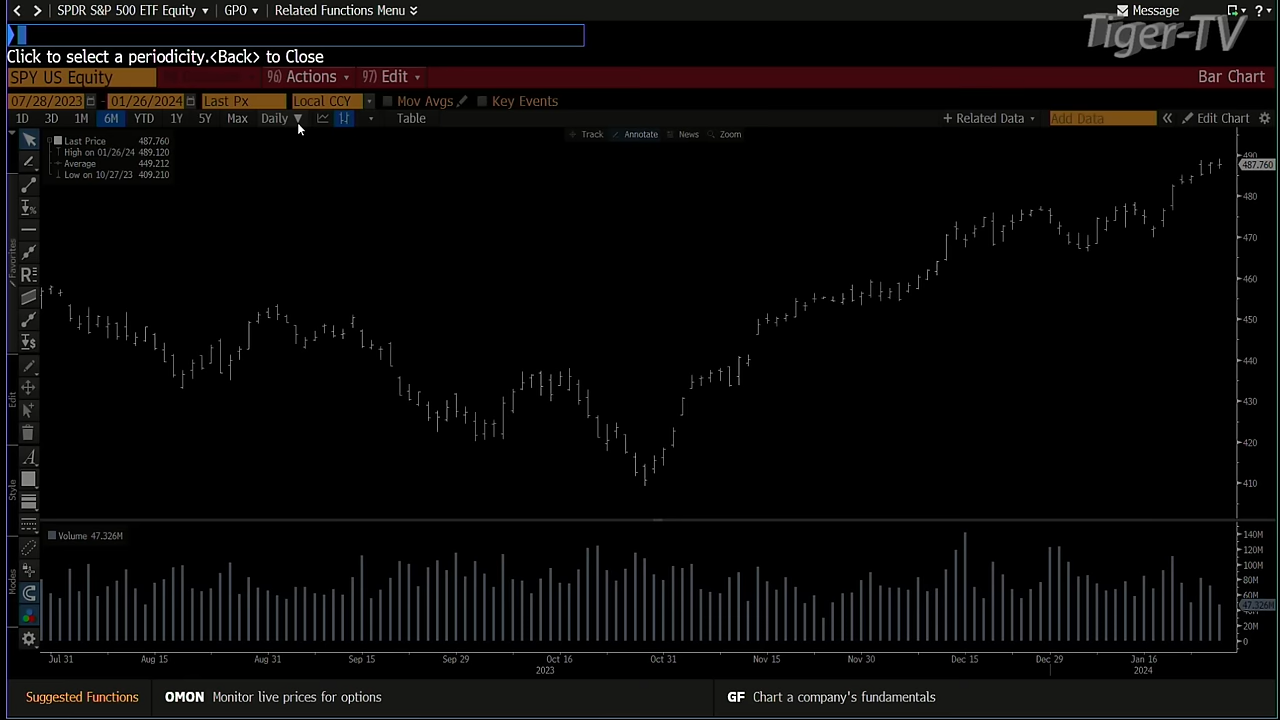 SPDR S&P 500 ETF Equity GPO Related Functions Menu Message ?
Tiger-TV
Click to select a periodicity.<Back> to Close
SPY US Equity 96) Actions 97) Edit Bar Chart
07/28/2023 - 01/26/2024 Last Px Local CCY Mov Avgs Key Events
1D 3D 1M 6M YTD 1Y 5Y Max Daily Table + Related Data Add Data « Edit Chart
Track Annotate News Zoom
Last Price 487.760
High on 01/26/24 489.120
Average 449.212
Low on 10/27/23 409.210
490
487.760
480
470
460
450
440
430
420
410
Favorites
Edit
Style
Modes
Volume 47.326M
140M
120M
100M
80M
60M
47.326M
20M
0
Jul 31 Aug 15 Aug 31 Sep 15 Sep 29 Oct 16 Oct 31 Nov 15 Nov 30 Dec 15 Dec 29 Jan 16
2023 2024
Suggested Functions OMON Monitor live prices for options GF Chart a company's fundamentals